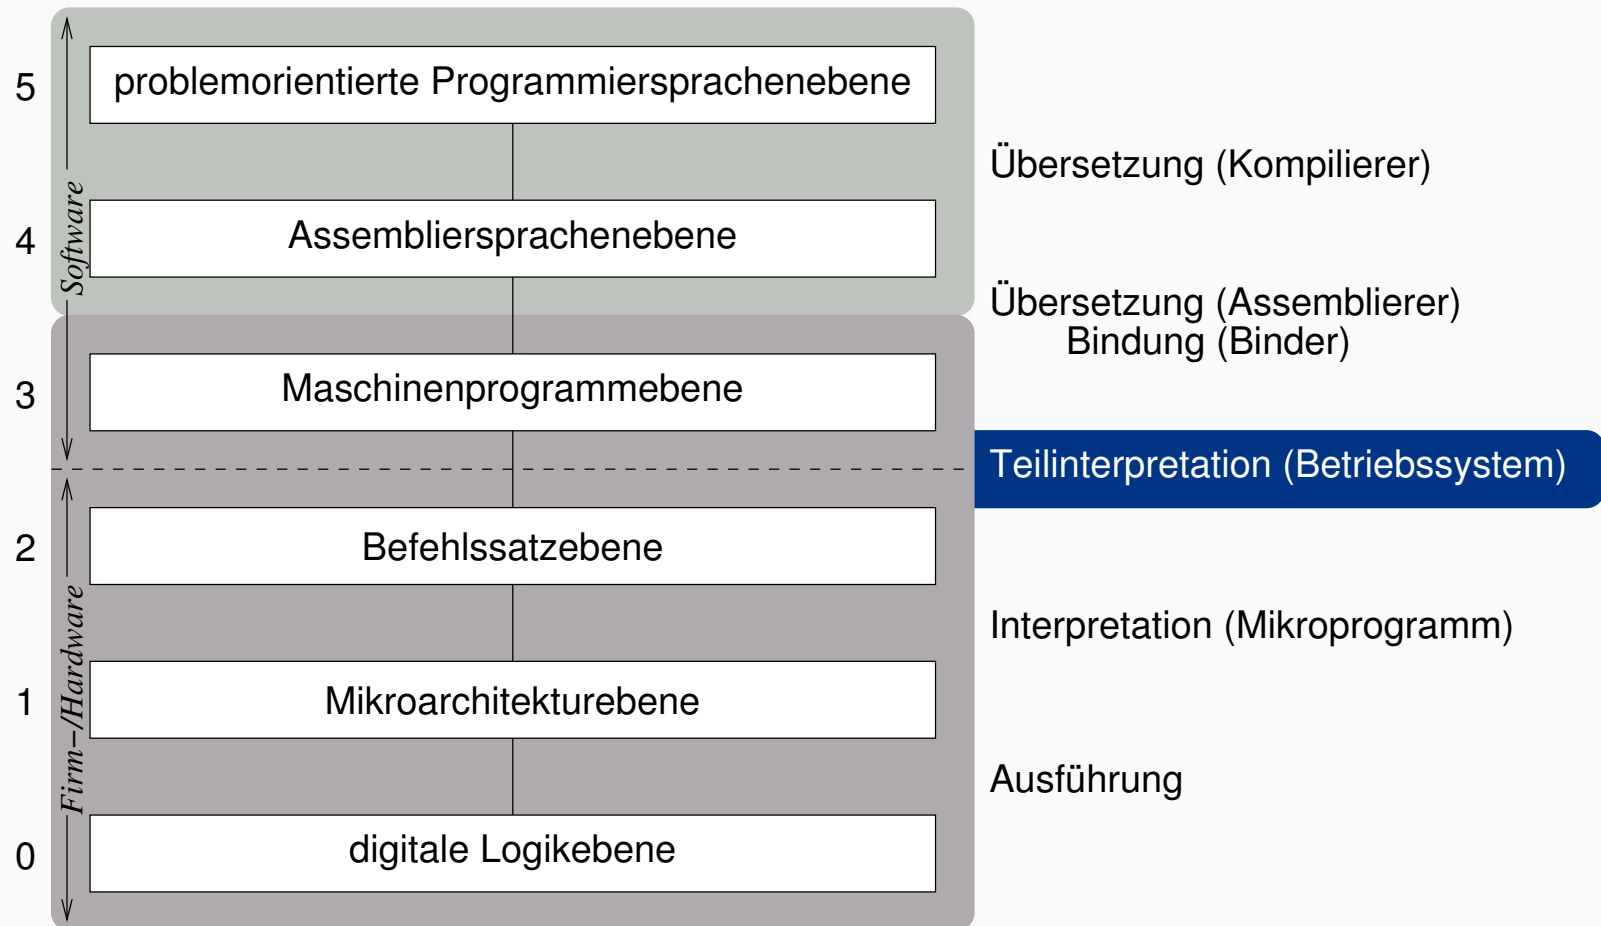 5
problemorientierte Programmiersprachenebene
Übersetzung (Kompilierer)
4
Assembliersprachenebene
Software
Übersetzung (Assemblierer)
Bindung (Binder)
3
Maschinenprogrammebene
Teilinterpretation (Betriebssystem)
2
Befehlssatzebene
Interpretation (Mikroprogramm)
1
Mikroarchitekturebene
Firm-/Hardware
Ausführung
0
digitale Logikebene